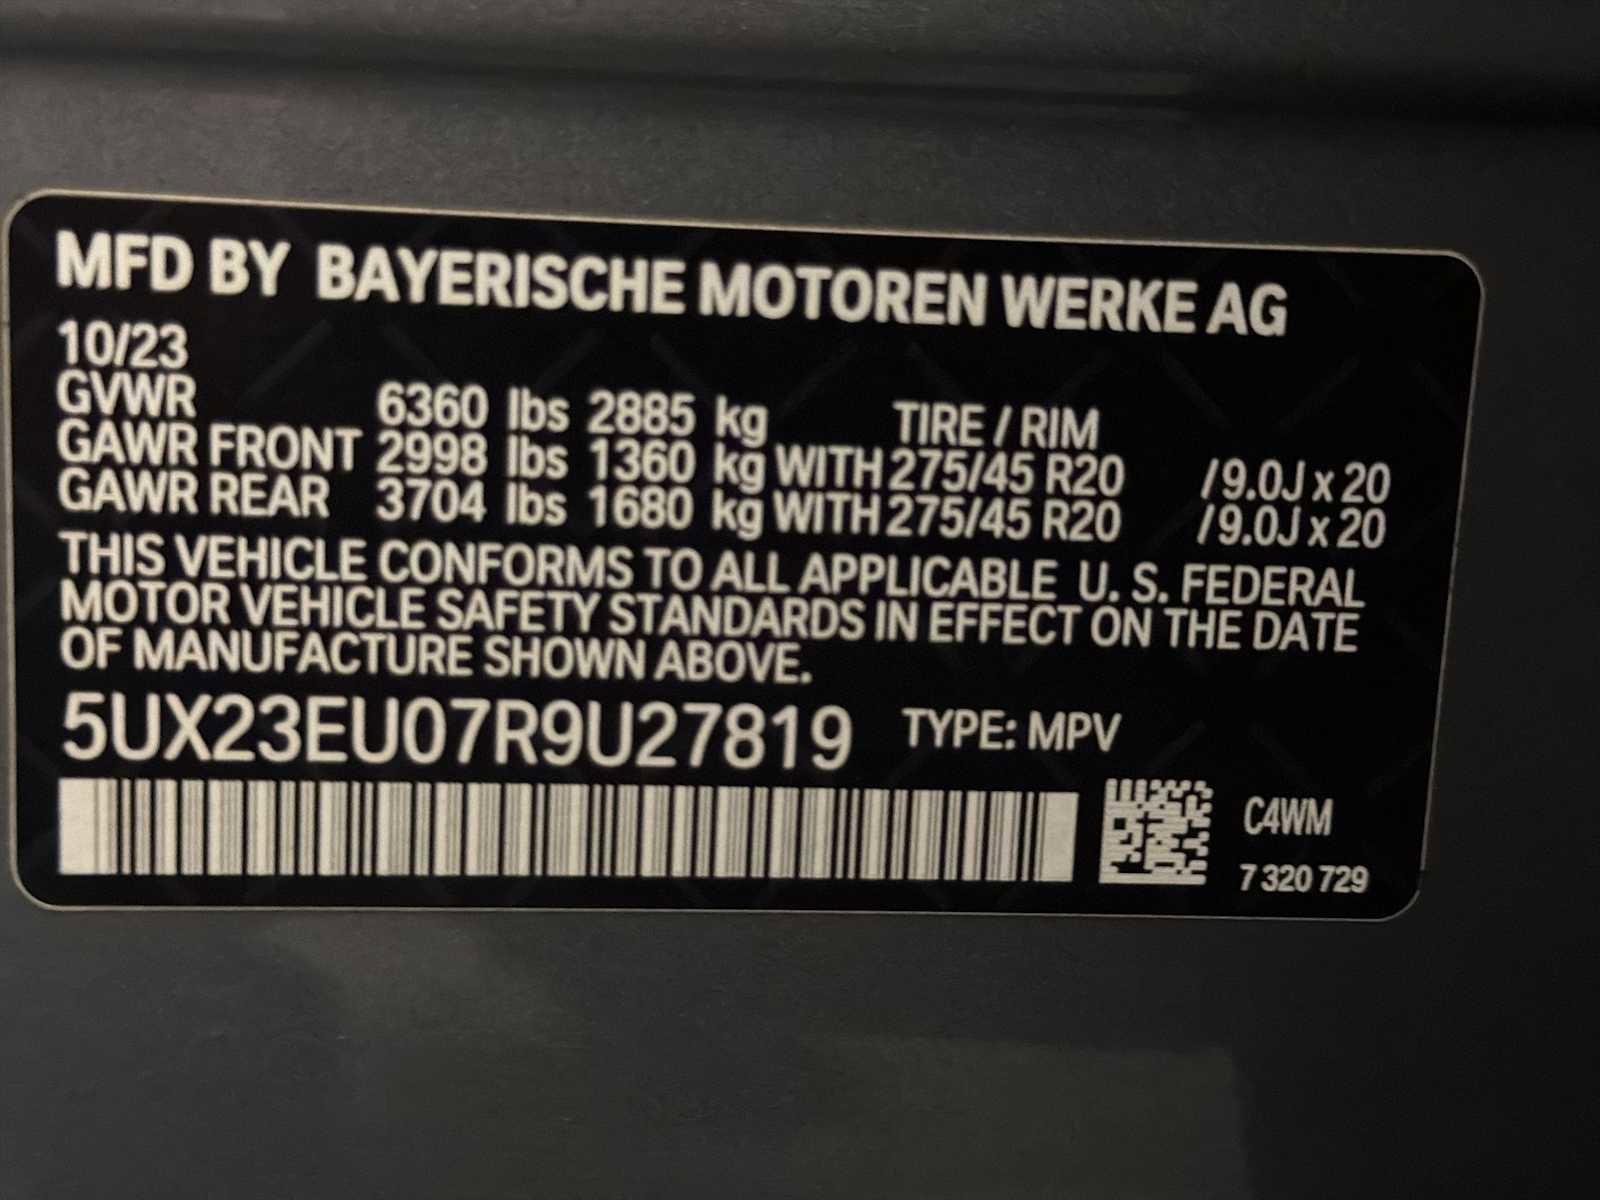 MFD BY BAYERISCHE MOTOREN WERKE AG
10/23
GVWR 6360 lbs 2885 kg TIRE / RIM
GAWR FRONT 2998 lbs 1360 kg WITH 275/45 R20 / 9.0J x 20
GAWR REAR 3704 lbs 1680 kg WITH 275/45 R20 / 9.0J x 20
THIS VEHICLE CONFORMS TO ALL APPLICABLE U. S. FEDERAL
MOTOR VEHICLE SAFETY STANDARDS IN EFFECT ON THE DATE
OF MANUFACTURE SHOWN ABOVE.
5UX23EU07R9U27819 TYPE: MPV
C4WM
7 320 729